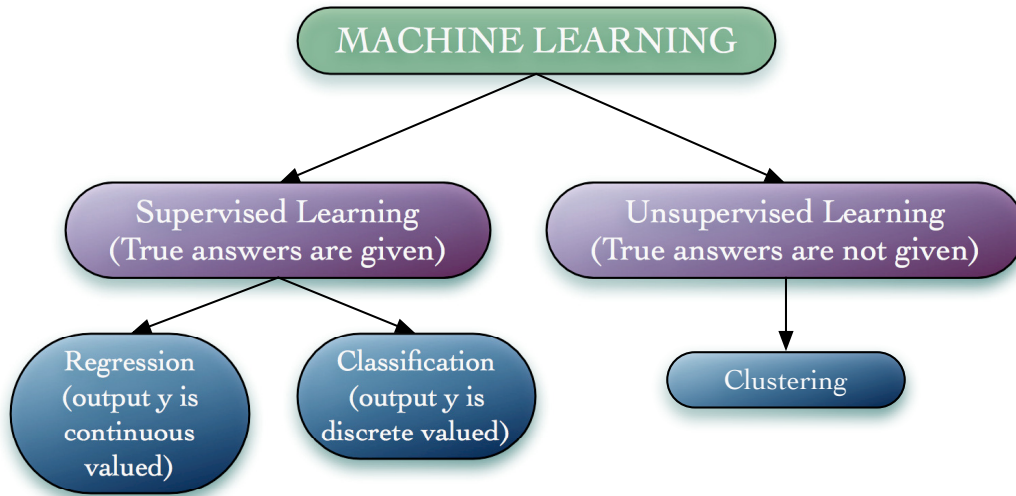 MACHINE LEARNING
Supervised Learning
(True answers are given)
Unsupervised Learning
(True answers are not given)
Regression
(output y is
continuous
valued)
Classification
(output y is
discrete valued)
Clustering